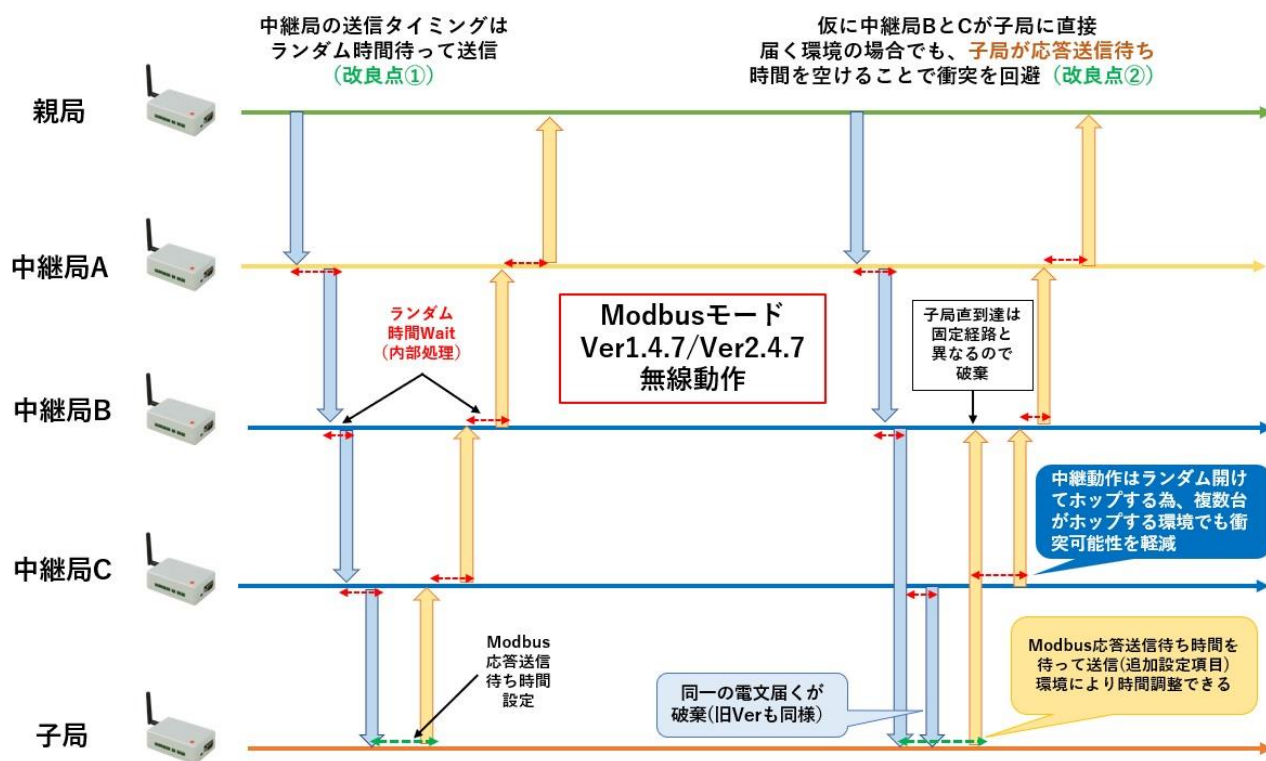 中継局の送信タイミングは
ランダム時間待って送信
（改良点①）
仮に中継局BとCが子局に直接
届く環境の場合でも、子局が応答送信待ち
時間を空けることで衝突を回避（改良点②）
親局
中継局A
ランダム
時間Wait
（内部処理）
Modbusモード
Ver1.4.7/Ver2.4.7
無線動作
子局直到達は
固定経路と
異なるので
破棄
中継局B
中継動作はランダム開け
てホップする為、複数台
がホップする環境でも衝
突可能性を軽減
中継局C
Modbus
応答送信
待ち時間
設定
同一の電文届くが
破棄(旧Verも同様）
Modbus応答送信待ち時間を
待って送信(追加設定項目)
環境により時間調整できる
子局